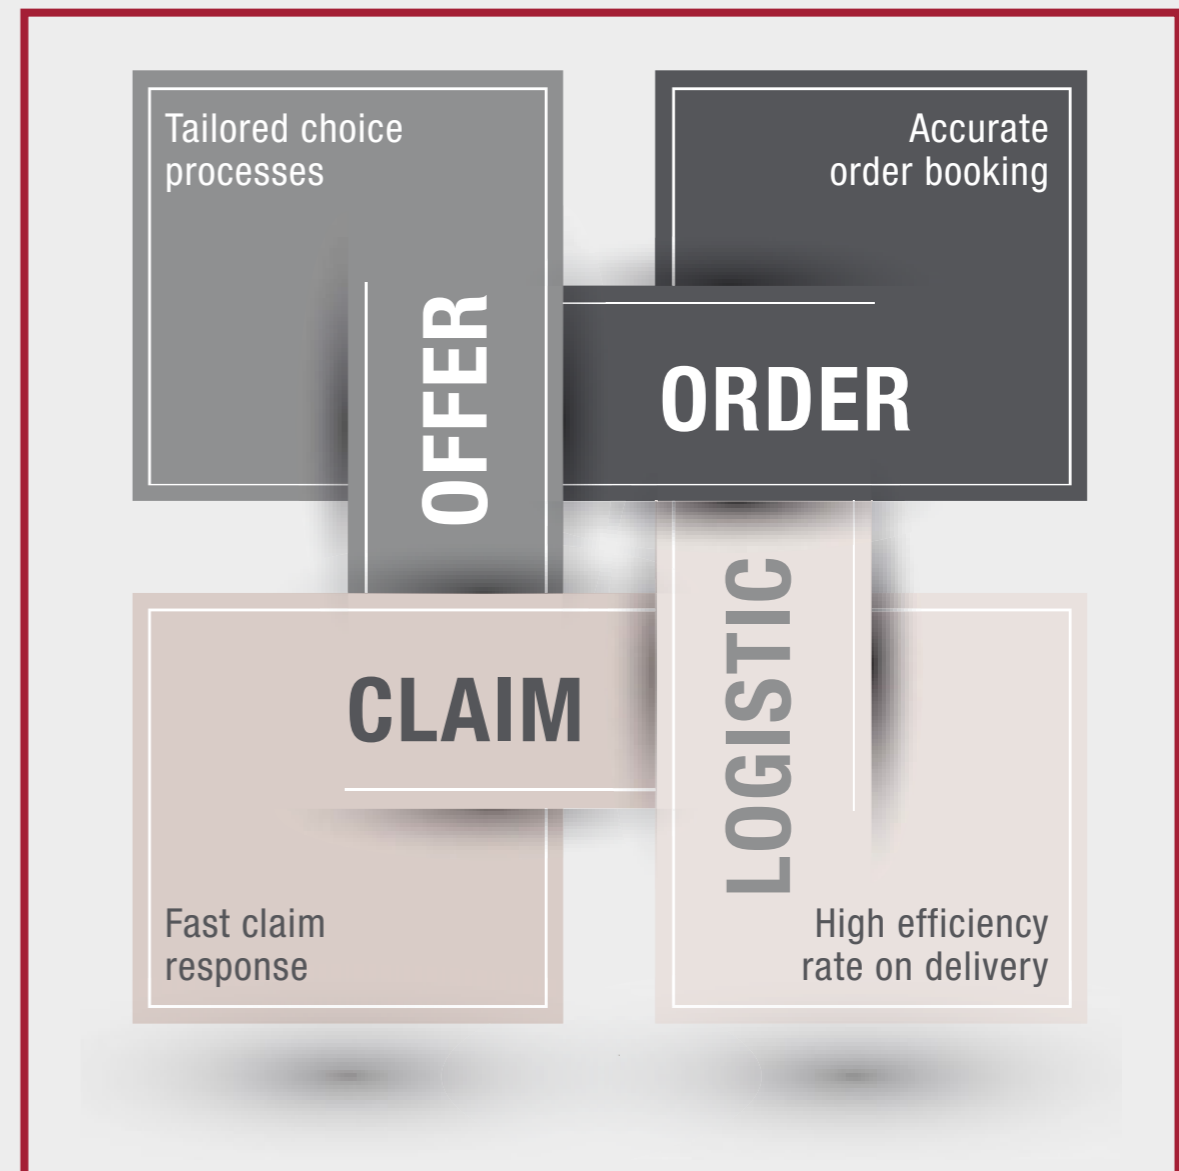 Tailored choice
processes
Accurate
order booking
OFFER
ORDER
CLAIM
LOGISTIC
Fast claim
response
High efficiency
rate on delivery